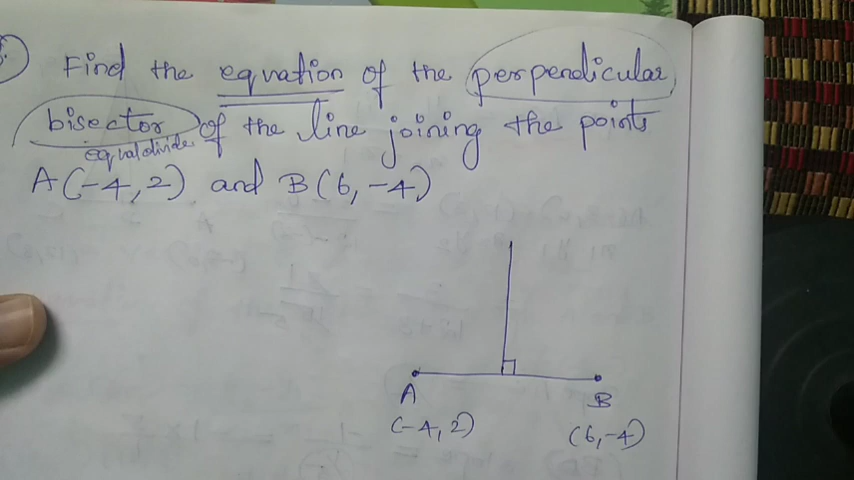 Find the equation of the perpendicular
bisector of the line joining the points
equal divide
A(-4, 2) and B(6, -4)
A
B
(-4, 2)
(6, -4)